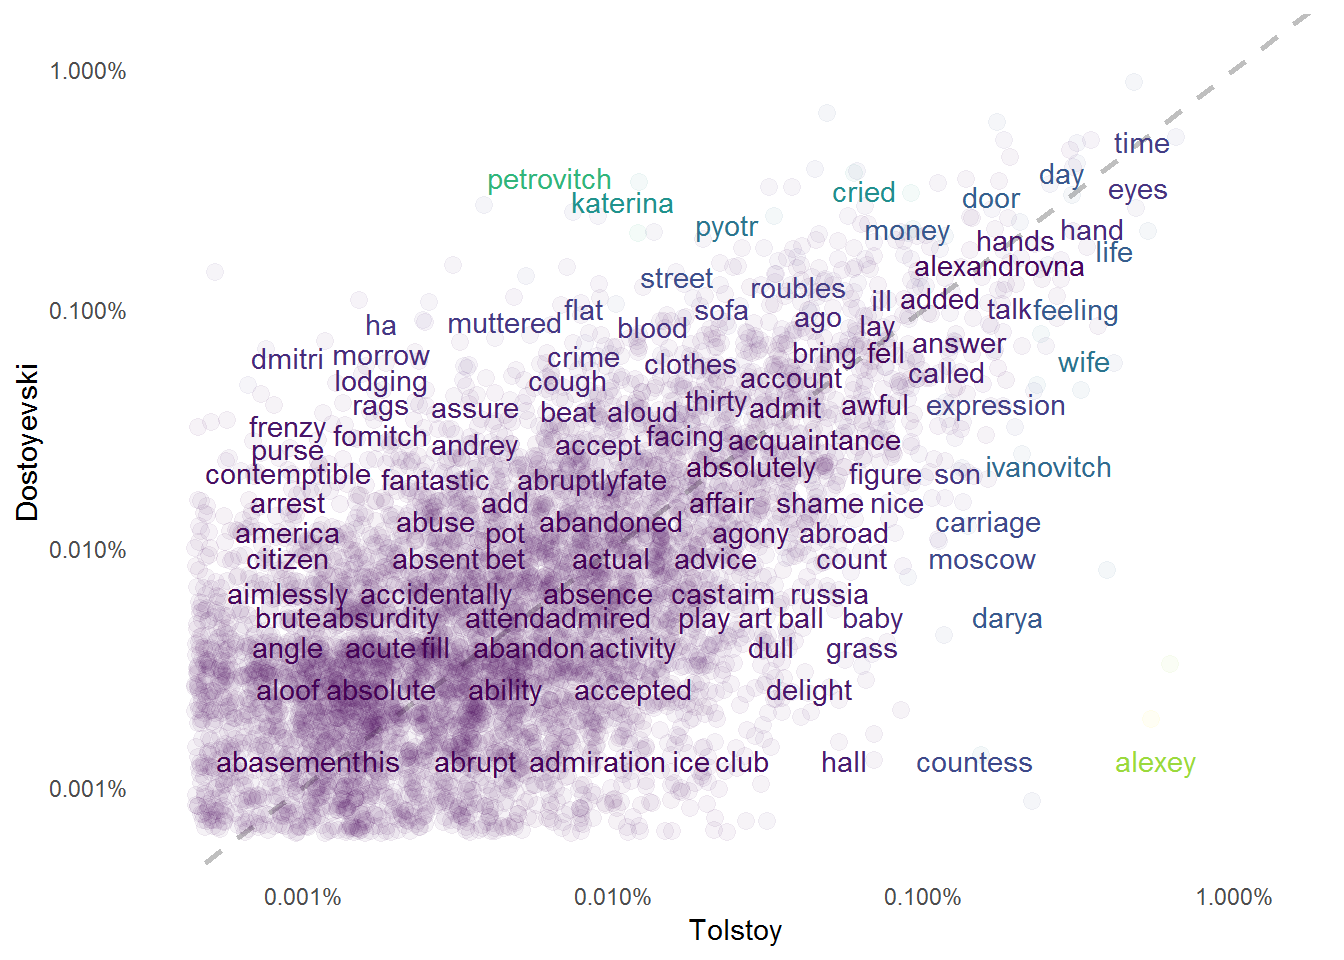 1.000%
time
petrovitch
day
cried
eyes
katerina
door
pyotr
money
hand
hands
life
alexandrovna
street
roubles
ill
added
0.100%
flat
sofa
talk
feeling
ha
muttered
blood
ago
lay
dmitri
morrow
crime
clothes
bring
fell
answer
wife
lodging
cough
account
called
rags
assure
beat
aloud
thirty
admit
awful
expression
frenzy
fomitch
andrey
accept
facing
acquaintance
purse
contemptible
fantastic
abruptly
fate
absolutely
figure
son
ivanovitch
arrest
add
affair
shame
nice
america
abuse
pot
abandoned
agony
abroad
carriage
0.010%
citizen
absent
bet
actual
advice
count
moscow
aimlessly
accidentally
absence
cast
aim
russia
brute
absurdity
attend
admired
play
art
ball
baby
darya
angle
acute
fill
abandon
activity
dull
grass
aloof
absolute
ability
accepted
delight
abasement
his
abrupt
admiration
ice
club
hall
countess
alexey
0.001%
Dostoyevski
0.001%
0.010%
0.100%
1.000%
Tolstoy